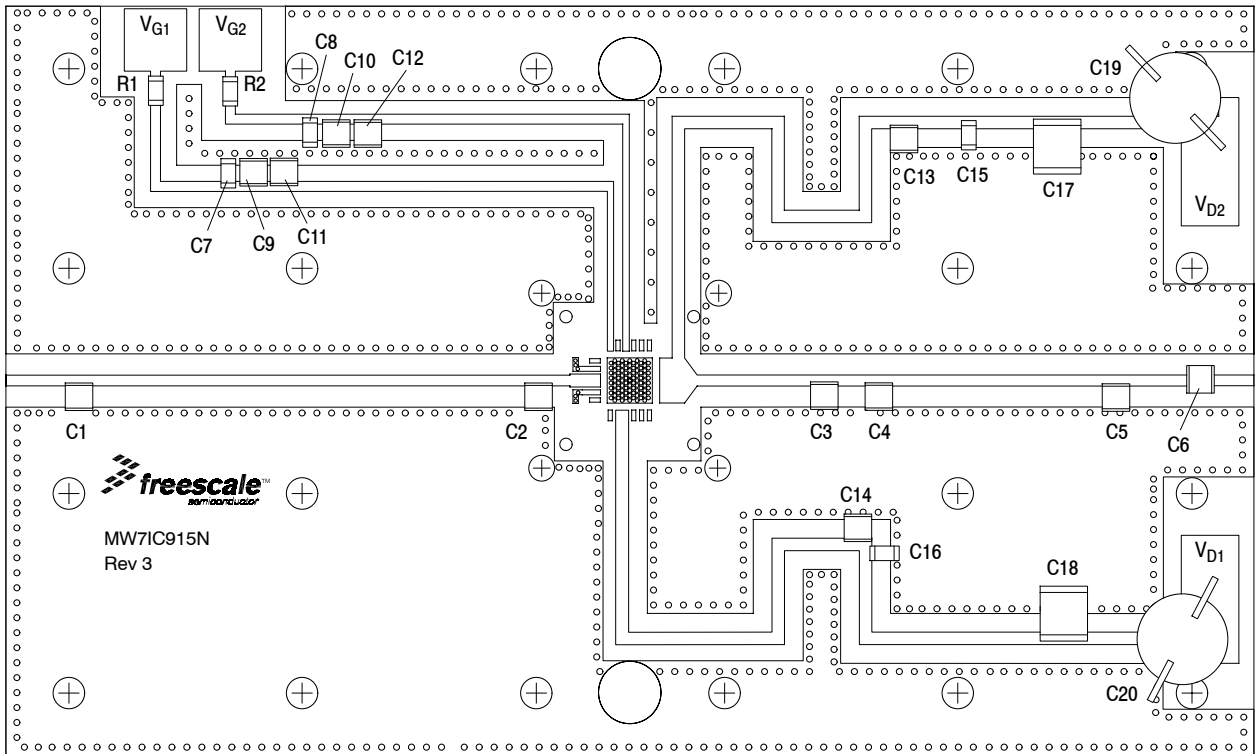 VG1
VG2
R1
R2
C8
C10
C12
C19
C13
C15
C17
VD2
C7
C9
C11
C1
C2
C3
C4
C5
C6
freescale™
semiconductor
MW7IC915N
Rev 3
C14
C16
C18
VD1
C20